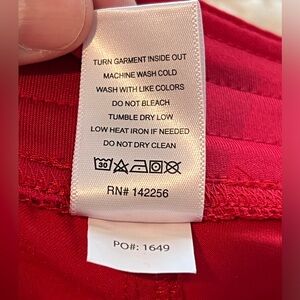 TURN GARMENT INSIDE OUT
MACHINE WASH COLD
WASH WITH LIKE COLORS
DO NOT BLEACH
TUMBLE DRY LOW
LOW HEAT IRON IF NEEDED
DO NOT DRY CLEAN
30
RN# 142256
PO#: 1649